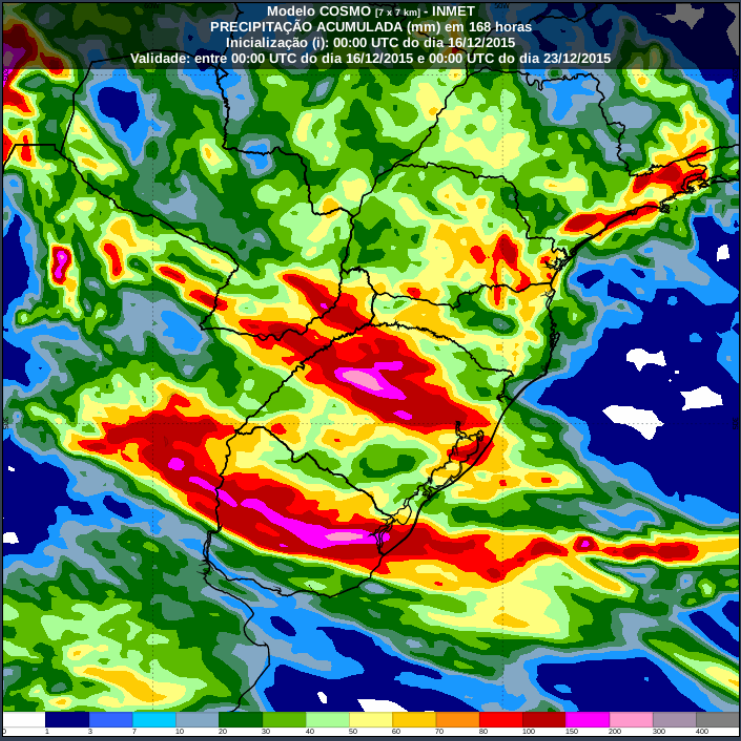 Modelo COSMO [7 x 7 km] - INMET
PRECIPITAÇÃO ACUMULADA (mm) em 168 horas
Inicialização (i): 00:00 UTC do dia 16/12/2015
Validade: entre 00:00 UTC do dia 16/12/2015 e 00:00 UTC do dia 23/12/2015
0 1 3 7 10 20 30 40 50 60 70 80 100 150 200 300 400